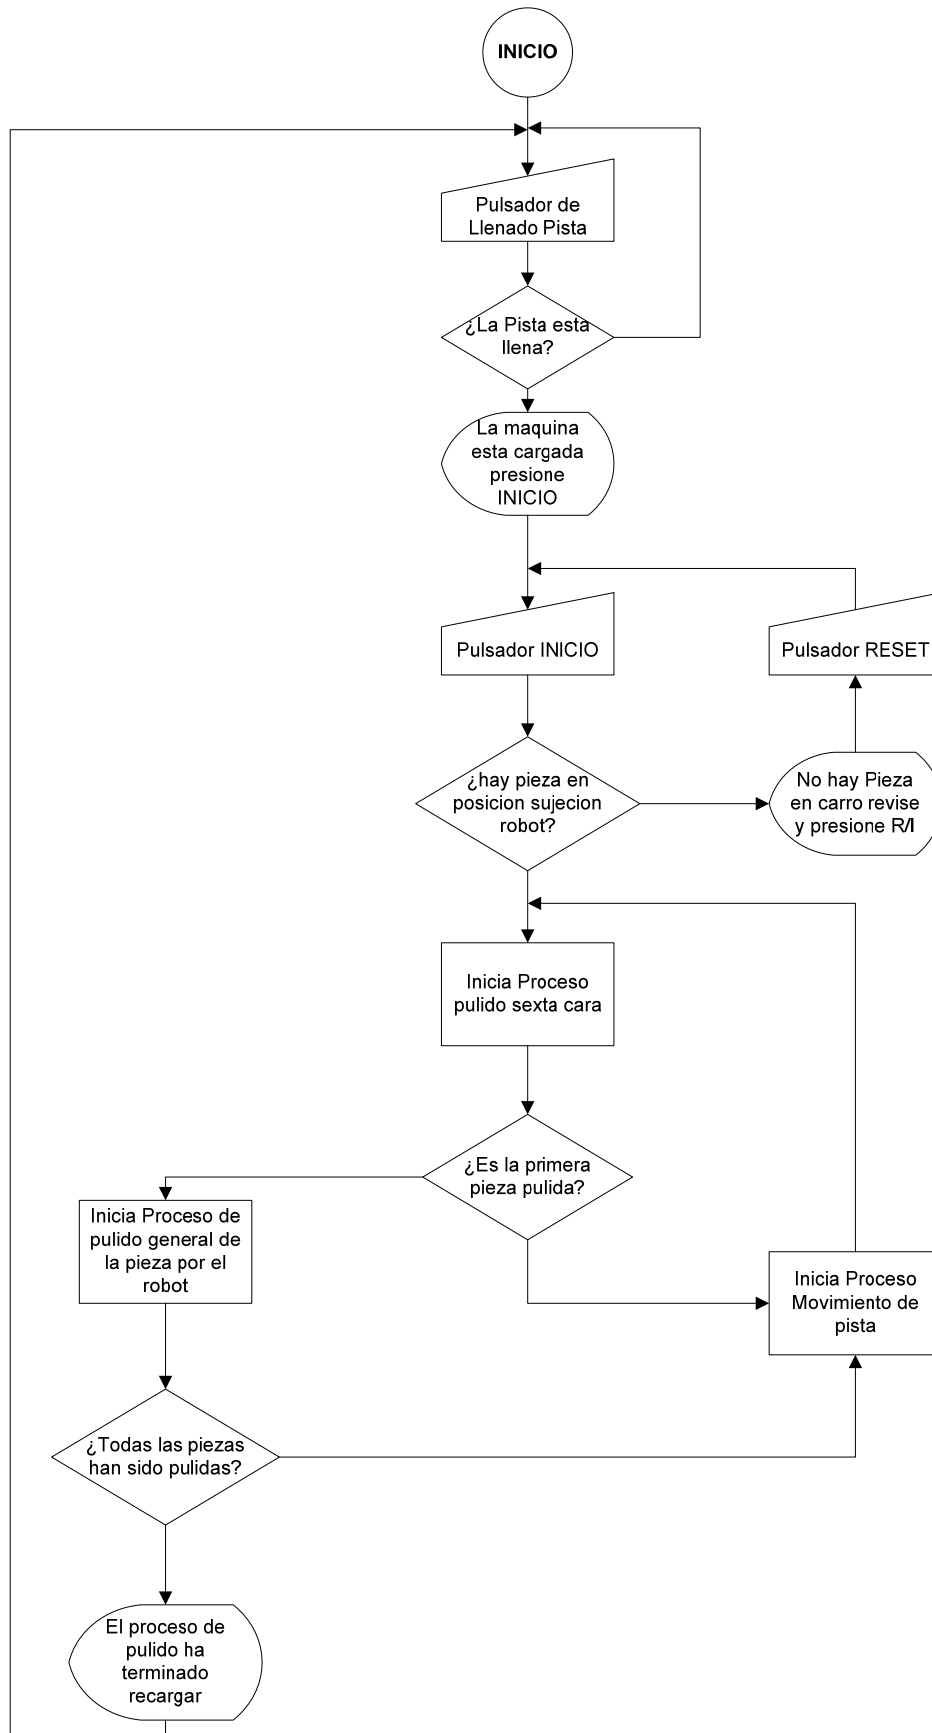 INICIO
Pulsador de
Llenado Pista
¿La Pista esta
llena?
La maquina
esta cargada
presione
INICIO
Pulsador INICIO
Pulsador RESET
¿hay pieza en
posicion sujecion
robot?
No hay Pieza
en carro revise
y presione R/I
Inicia Proceso
pulido sexta cara
¿Es la primera
pieza pulida?
Inicia Proceso de
pulido general de
la pieza por el
robot
Inicia Proceso
Movimiento de
pista
¿Todas las piezas
han sido pulidas?
El proceso de
pulido ha
terminado
recargar